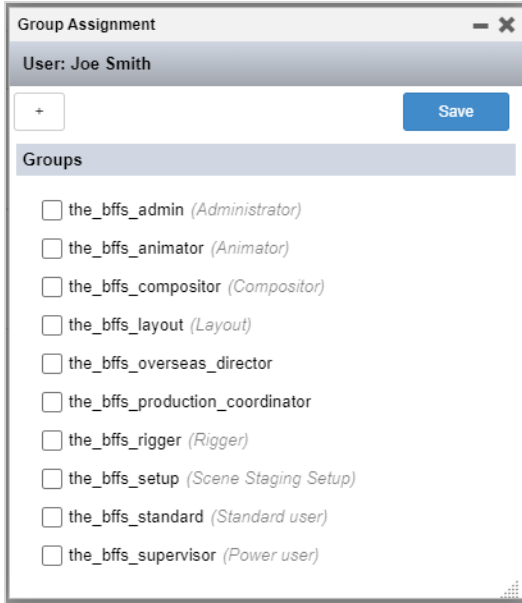 Group Assignment
User: Joe Smith
+ Save
Groups
the_bffs_admin (Administrator)
the_bffs_animator (Animator)
the_bffs_compositor (Compositor)
the_bffs_layout (Layout)
the_bffs_overseas_director
the_bffs_production_coordinator
the_bffs_rigger (Rigger)
the_bffs_setup (Scene Staging Setup)
the_bffs_standard (Standard user)
the_bffs_supervisor (Power user)